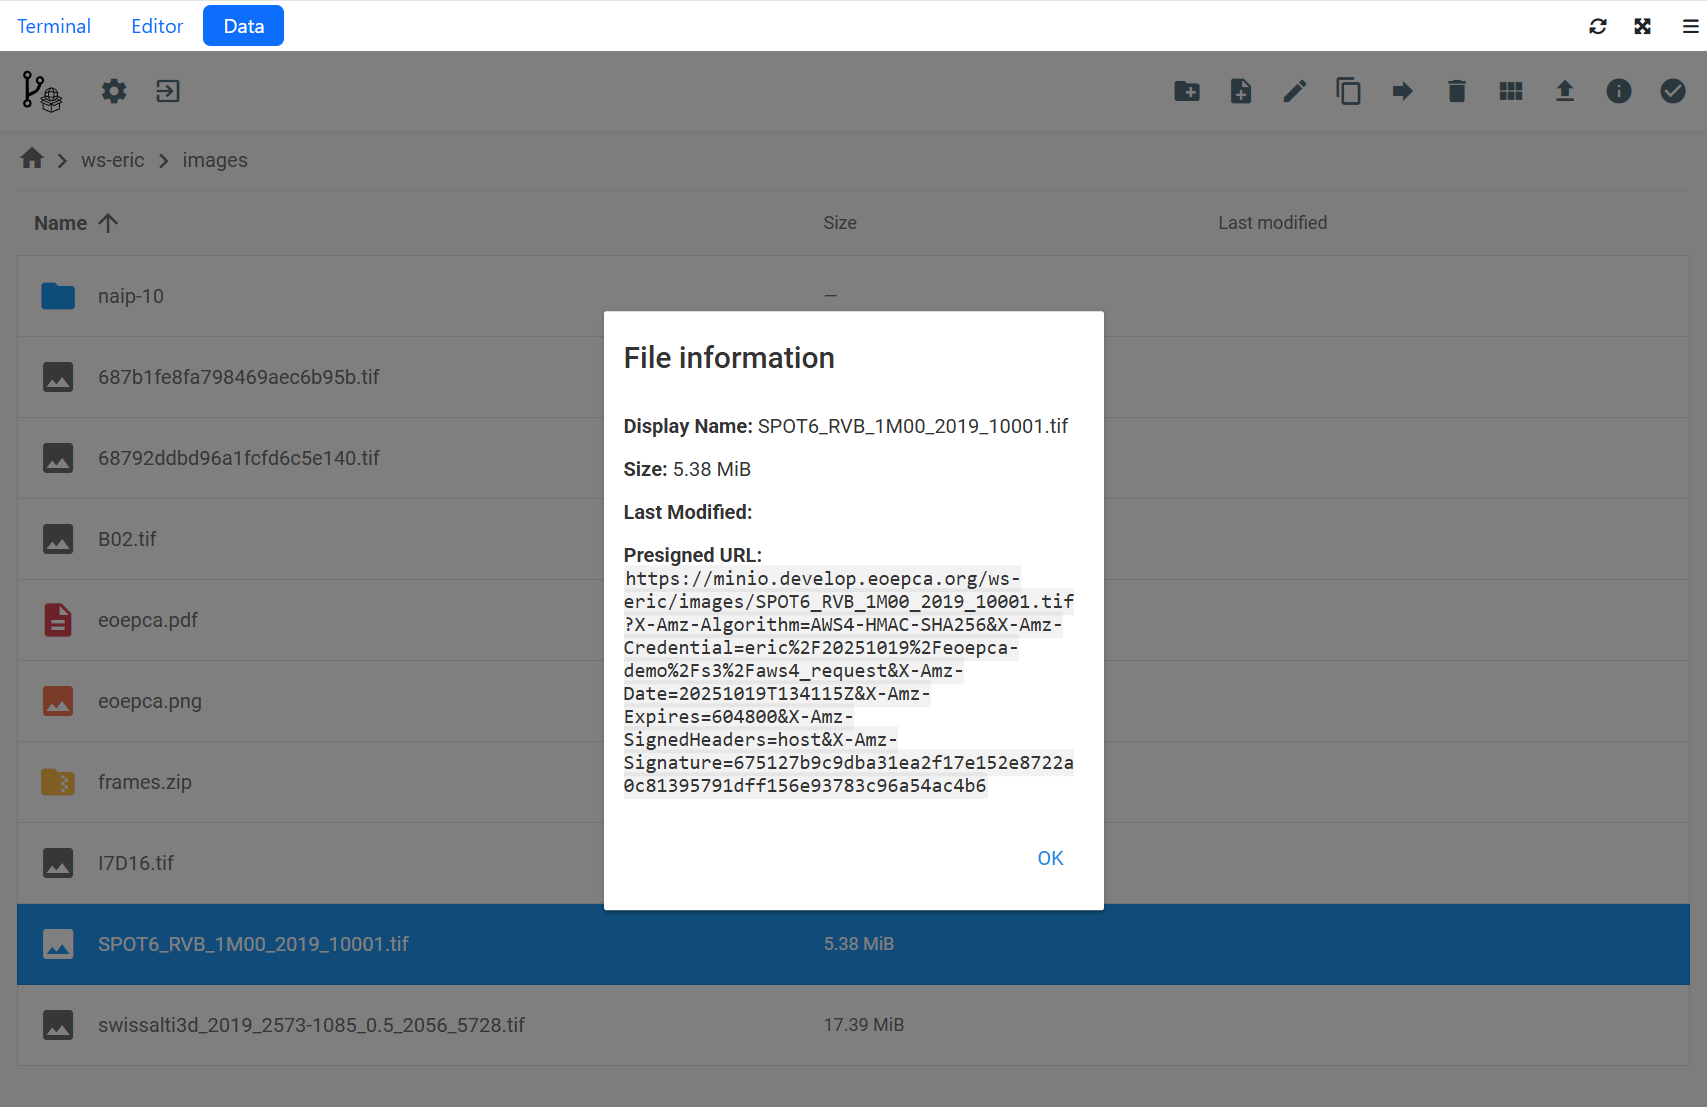 Terminal Editor Data
ws-eric images
Name Size Last modified
naip-10 —
687b1fe8fa798469aec6b95b.tif
68792ddbd96a1fcfd6c5e140.tif
B02.tif
eoepca.pdf
eoepca.png
frames.zip
I7D16.tif
SPOT6_RVB_1M00_2019_10001.tif 5.38 MiB
swissalti3d_2019_2573-1085_0.5_2056_5728.tif 17.39 MiB
File information
Display Name: SPOT6_RVB_1M00_2019_10001.tif
Size: 5.38 MiB
Last Modified:
Presigned URL:
https://minio.develop.eoepca.org/ws-
eric/images/SPOT6_RVB_1M00_2019_10001.tif
?X-Amz-Algorithm=AWS4-HMAC-SHA256&X-Amz-
Credential=eric%2F20251019%2Feoepca-
demo%2Fs3%2Faws4_request&X-Amz-
Date=20251019T134115Z&X-Amz-
Expires=604800&X-Amz-
SignedHeaders=host&X-Amz-
Signature=675127b9c9dba31ea2f17e152e8722a
0c81395791dff156e93783c96a54ac4b6
OK